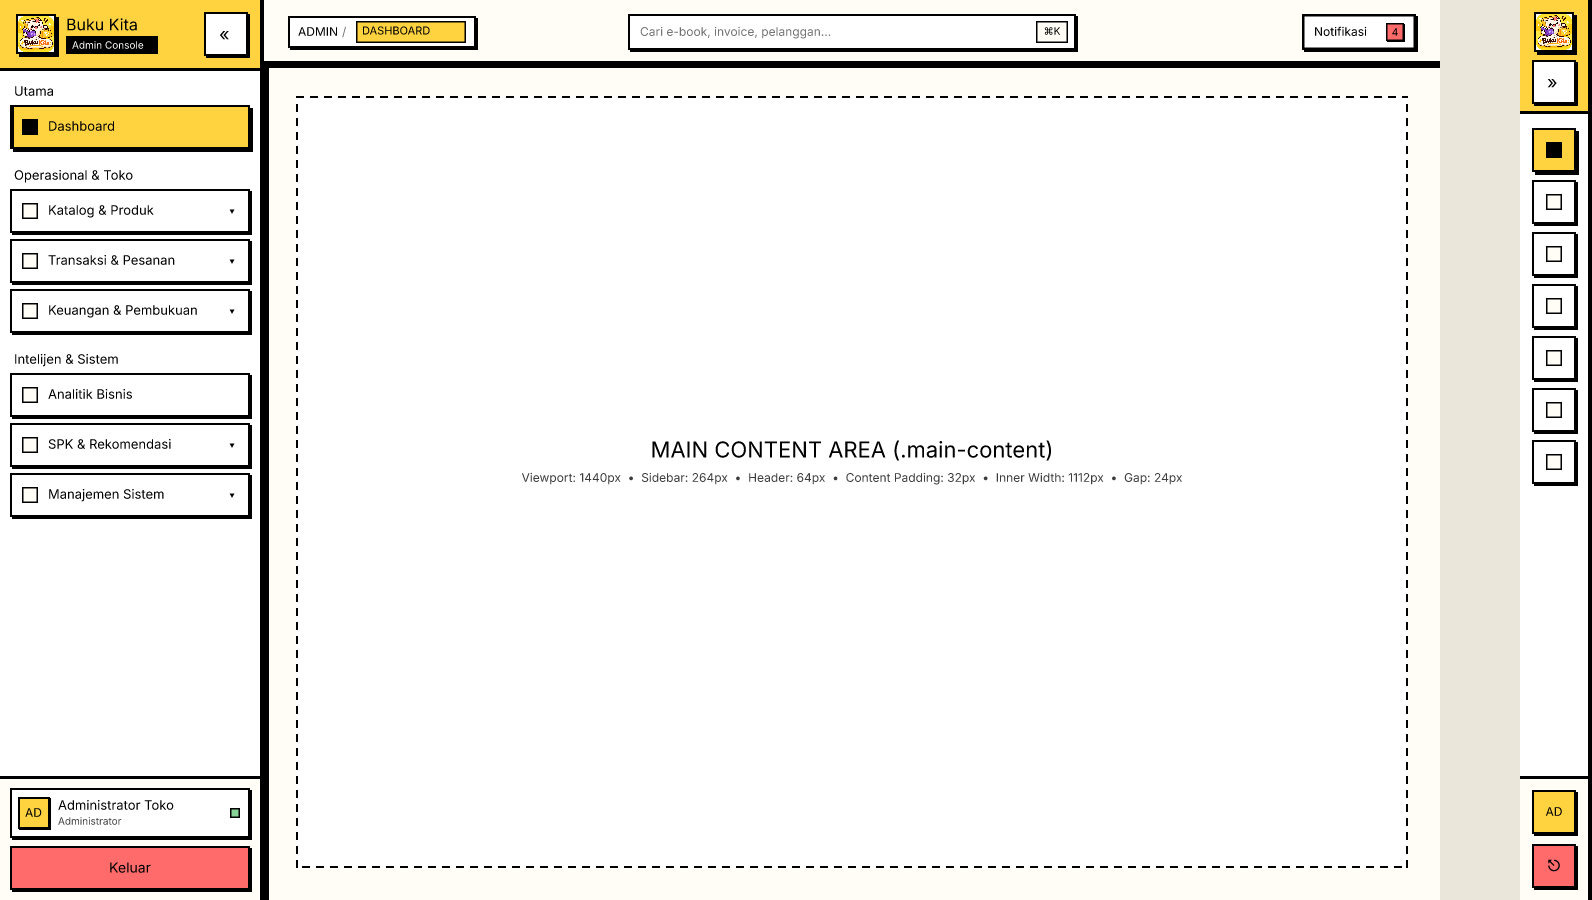 Buku Kita
Admin Console
«
Utama
Dashboard
Operasional & Toko
Katalog & Produk
Transaksi & Pesanan
Keuangan & Pembukuan
Intelijen & Sistem
Analitik Bisnis
SPK & Rekomendasi
Manajemen Sistem
AD
Administrator Toko
Administrator
Keluar
ADMIN / DASHBOARD
Cari e-book, invoice, pelanggan... ⌘K
Notifikasi 4
MAIN CONTENT AREA (.main-content)
Viewport: 1440px • Sidebar: 264px • Header: 64px • Content Padding: 32px • Inner Width: 1112px • Gap: 24px
Buku Kita
»
AD